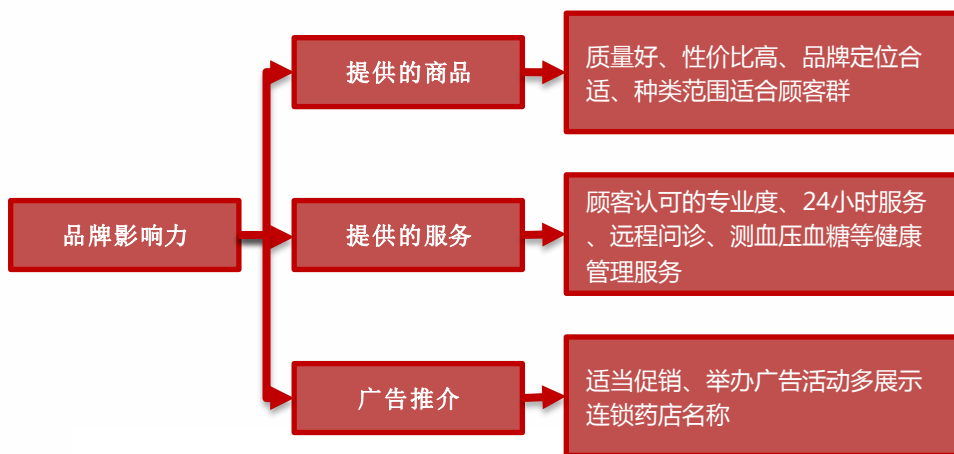 提供的商品
质量好、性价比高、品牌定位合
适、种类范围适合顾客群
品牌影响力
提供的服务
顾客认可的专业度、24小时服务
、远程问诊、测血压血糖等健康
管理服务
广告推介
适当促销、举办广告活动多展示
连锁药店名称